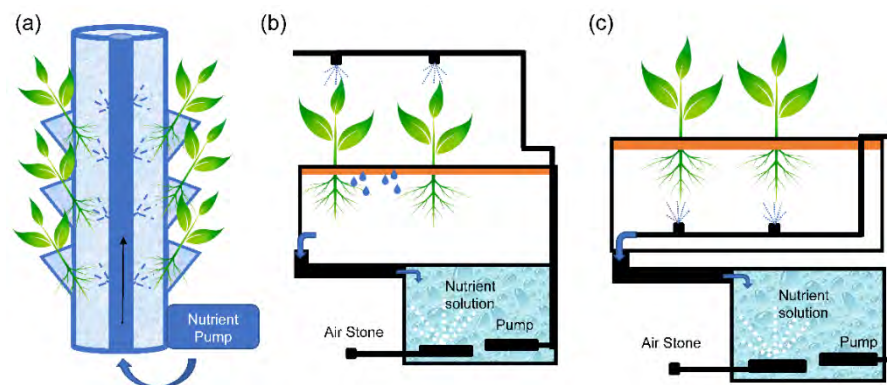 (a)
Nutrient
Pump
(b)
Nutrient
solution
Air Stone
Pump
(c)
Nutrient
solution
Air Stone
Pump